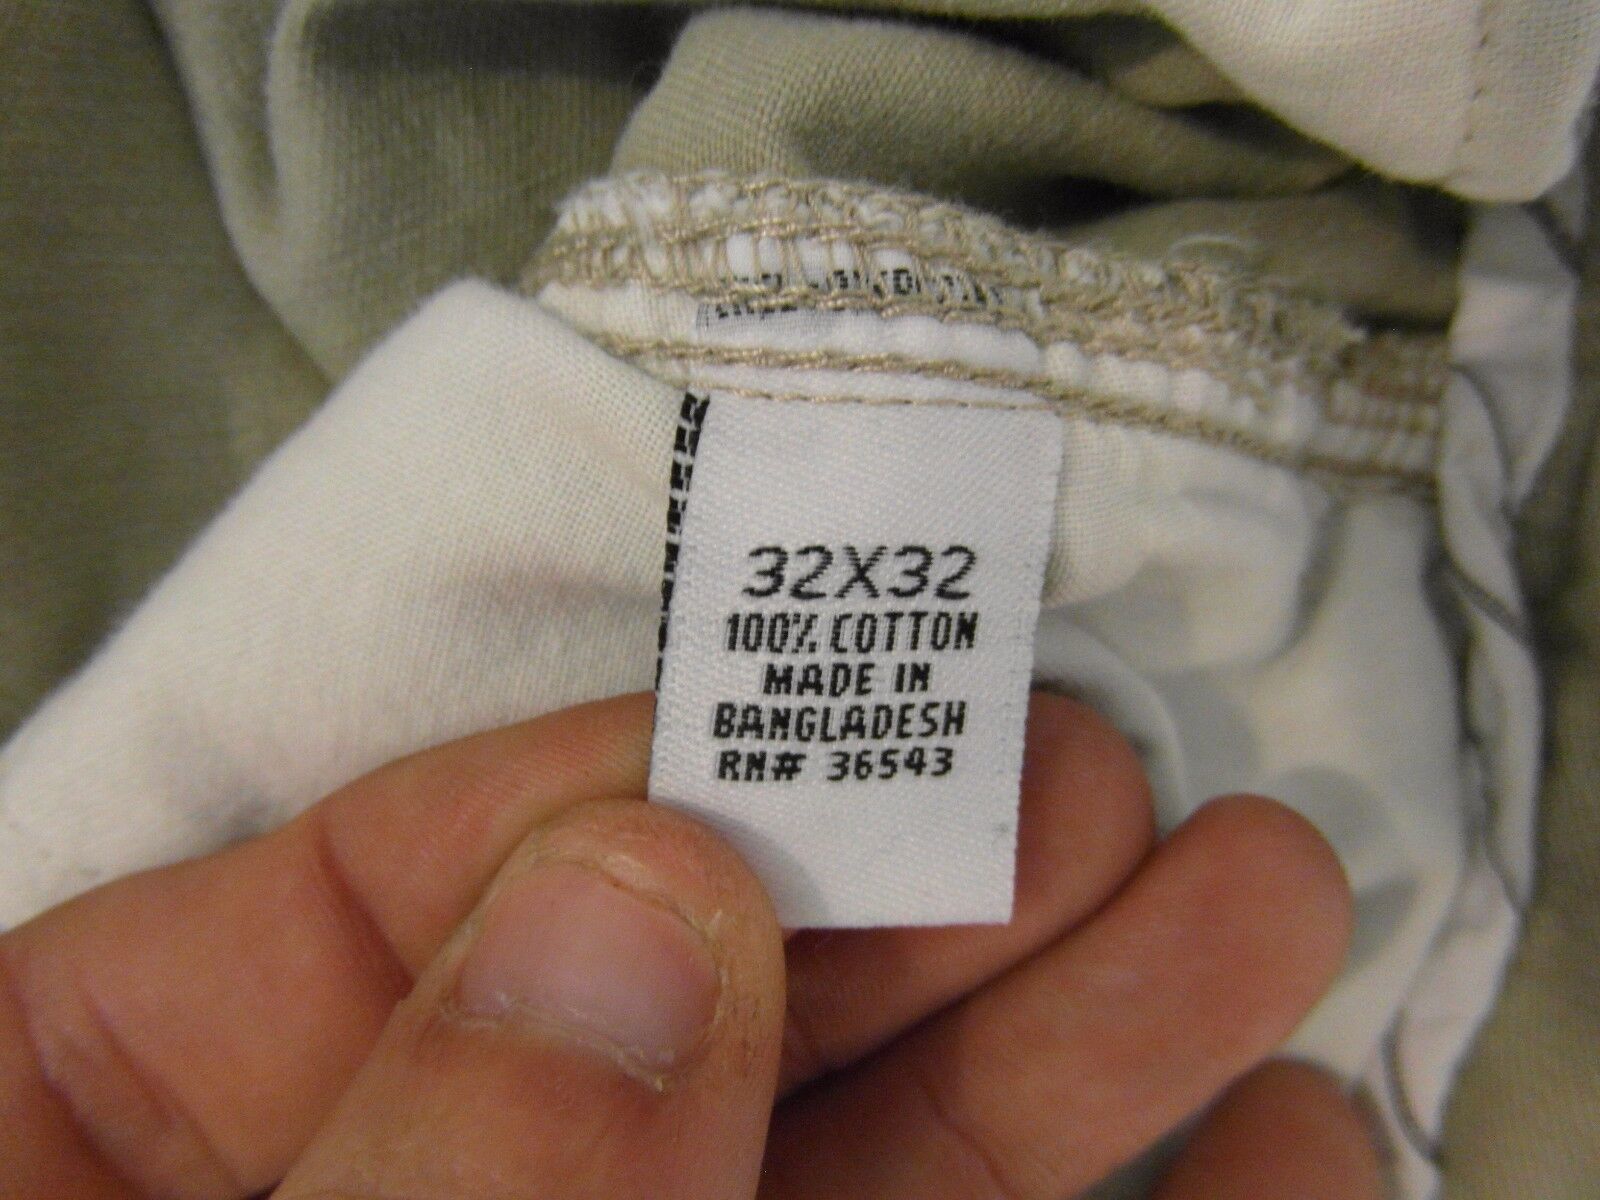 32X32
100% COTTON
MADE IN
BANGLADESH
RN# 36543